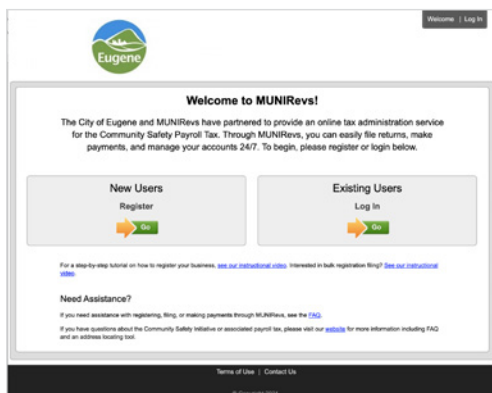 Welcome | Log In
Eugene
Welcome to MUNIRevs!
The City of Eugene and MUNIRevs have partnered to provide an online tax administration service
for the Community Safety Payroll Tax. Through MUNIRevs, you can easily file returns, make
payments, and manage your accounts 24/7. To begin, please register or login below.
New Users
Register
Go
Existing Users
Log In
Go
For a step-by-step tutorial on how to register your business, see our instructional video. Interested in bulk registration filing? See our instructional
video.
Need Assistance?
If you need assistance with registering, filing, or making payments through MUNIRevs, see the FAQ.
If you have questions about the Community Safety Initiative or associated payroll tax, please visit our website for more information including FAQ
and an address locating tool.
Terms of Use | Contact Us